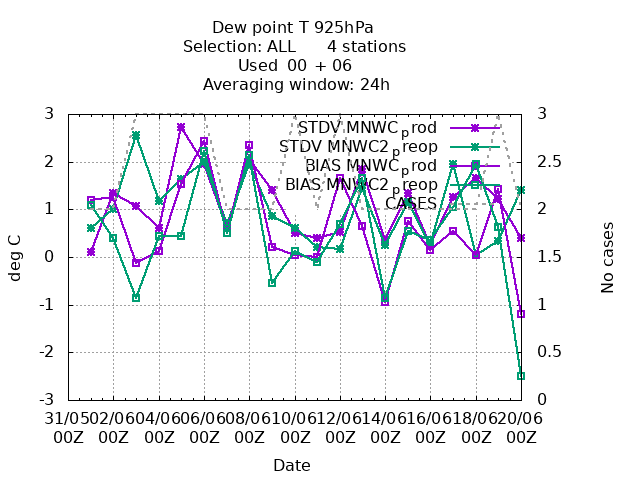 Dew point T 925hPa
Selection: ALL 4 stations
Used 00 + 06
Averaging window: 24h
STDV MNWC_prod
STDV MNWC2_preop
BIAS MNWC_prod
BIAS MNWC2_preop
CASES
3
2
1
0
-1
-2
-3
deg C
3
2.5
2
1.5
1
0.5
0
No cases
31/05 02/06 04/06 06/06 08/06 10/06 12/06 14/06 16/06 18/06 20/06
00Z 00Z 00Z 00Z 00Z 00Z 00Z 00Z 00Z 00Z 00Z
Date